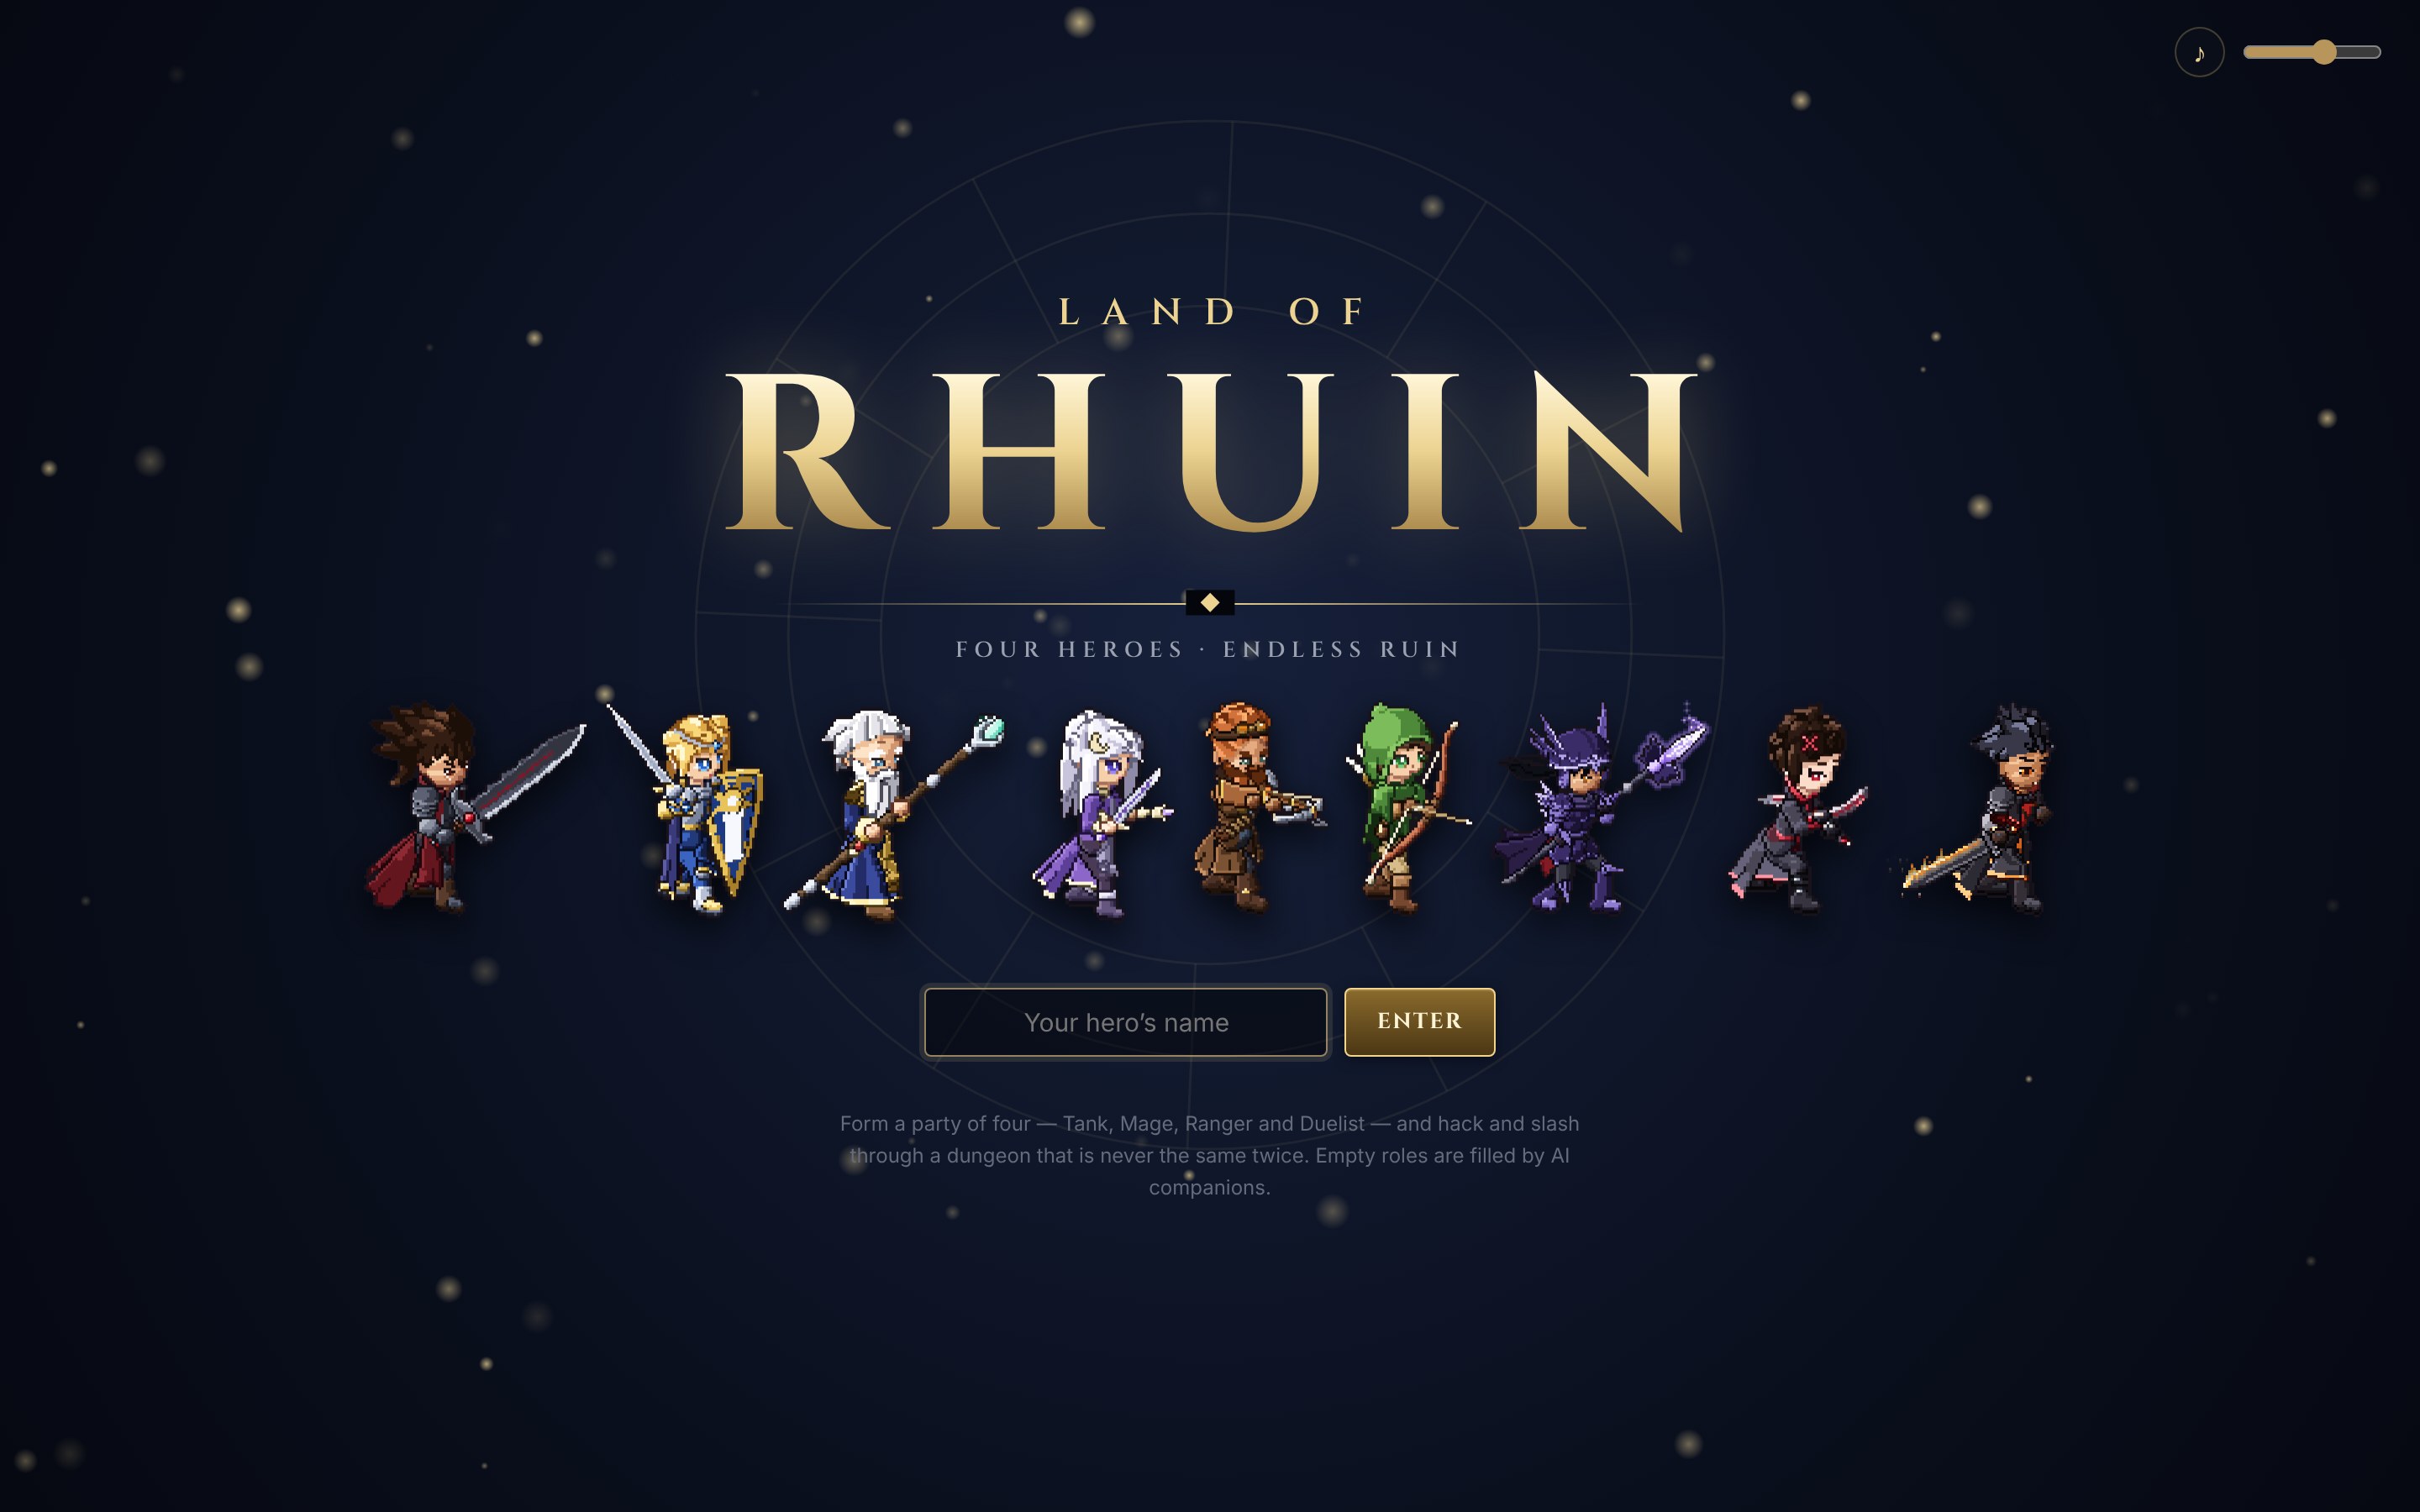 LAND OF
RHUIN
FOUR HEROES · ENDLESS RUIN
Your hero’s name
ENTER
Form a party of four — Tank, Mage, Ranger and Duelist — and hack and slash
through a dungeon that is never the same twice. Empty roles are filled by AI
companions.